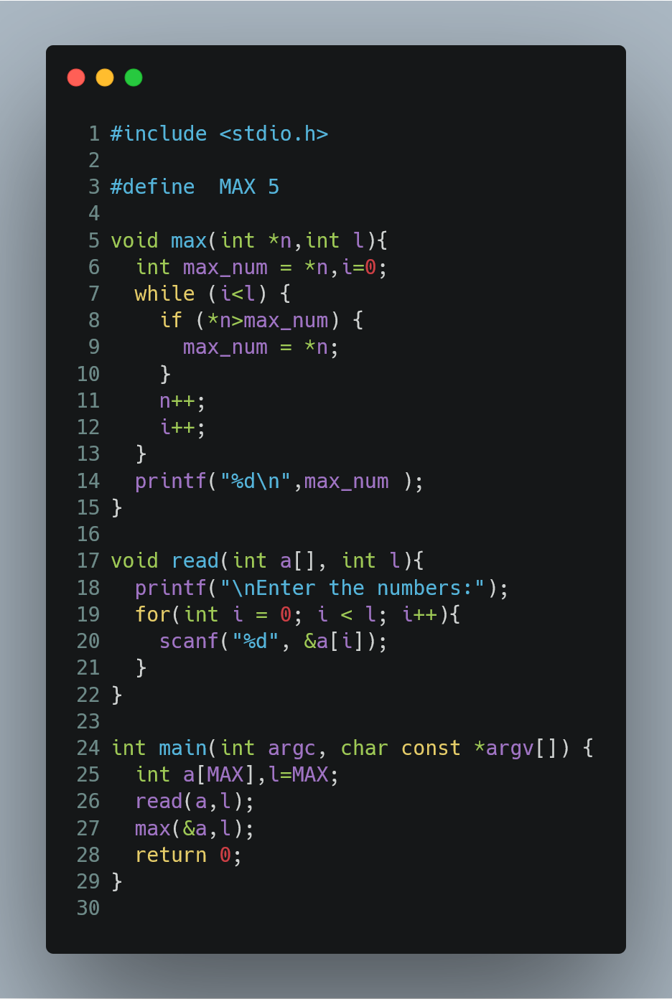 1 #include <stdio.h>
2
3 #define  MAX 5
4
5 void max(int *n,int l){
6   int max_num = *n,i=0;
7   while (i<l) {
8     if (*n>max_num) {
9       max_num = *n;
10     }
11     n++;
12     i++;
13   }
14   printf("%d\n",max_num );
15 }
16
17 void read(int a[], int l){
18   printf("\nEnter the numbers:");
19   for(int i = 0; i < l; i++){
20     scanf("%d", &a[i]);
21   }
22 }
23
24 int main(int argc, char const *argv[]) {
25   int a[MAX],l=MAX;
26   read(a,l);
27   max(&a,l);
28   return 0;
29 }
30